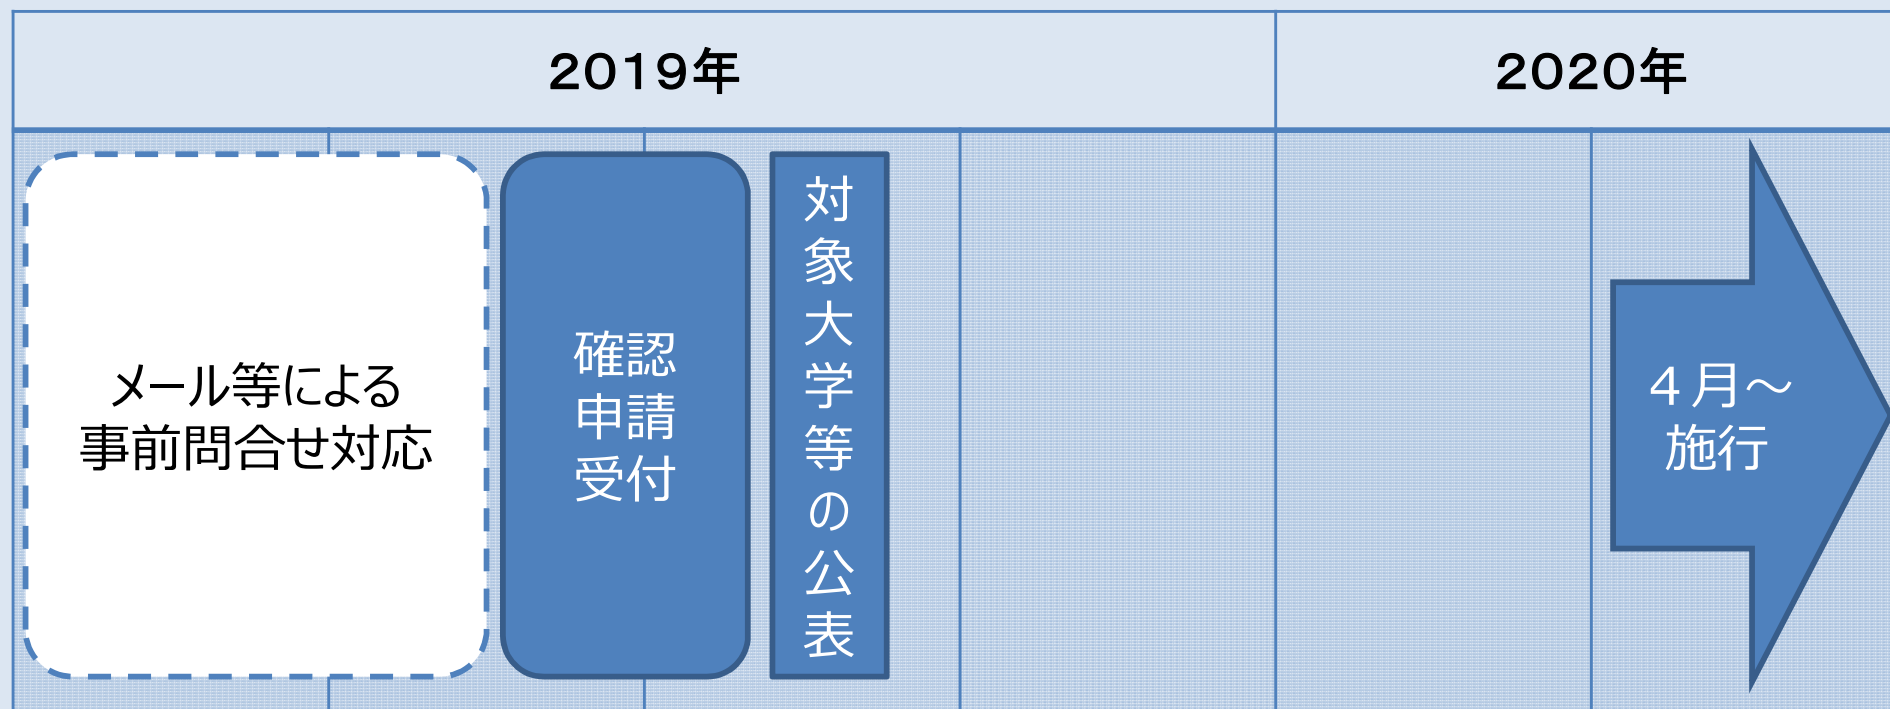 ２０１９年
２０２０年
メール等による
事前問合せ対応
確認
申請
受付
対象大学等の公表
４月～
施行